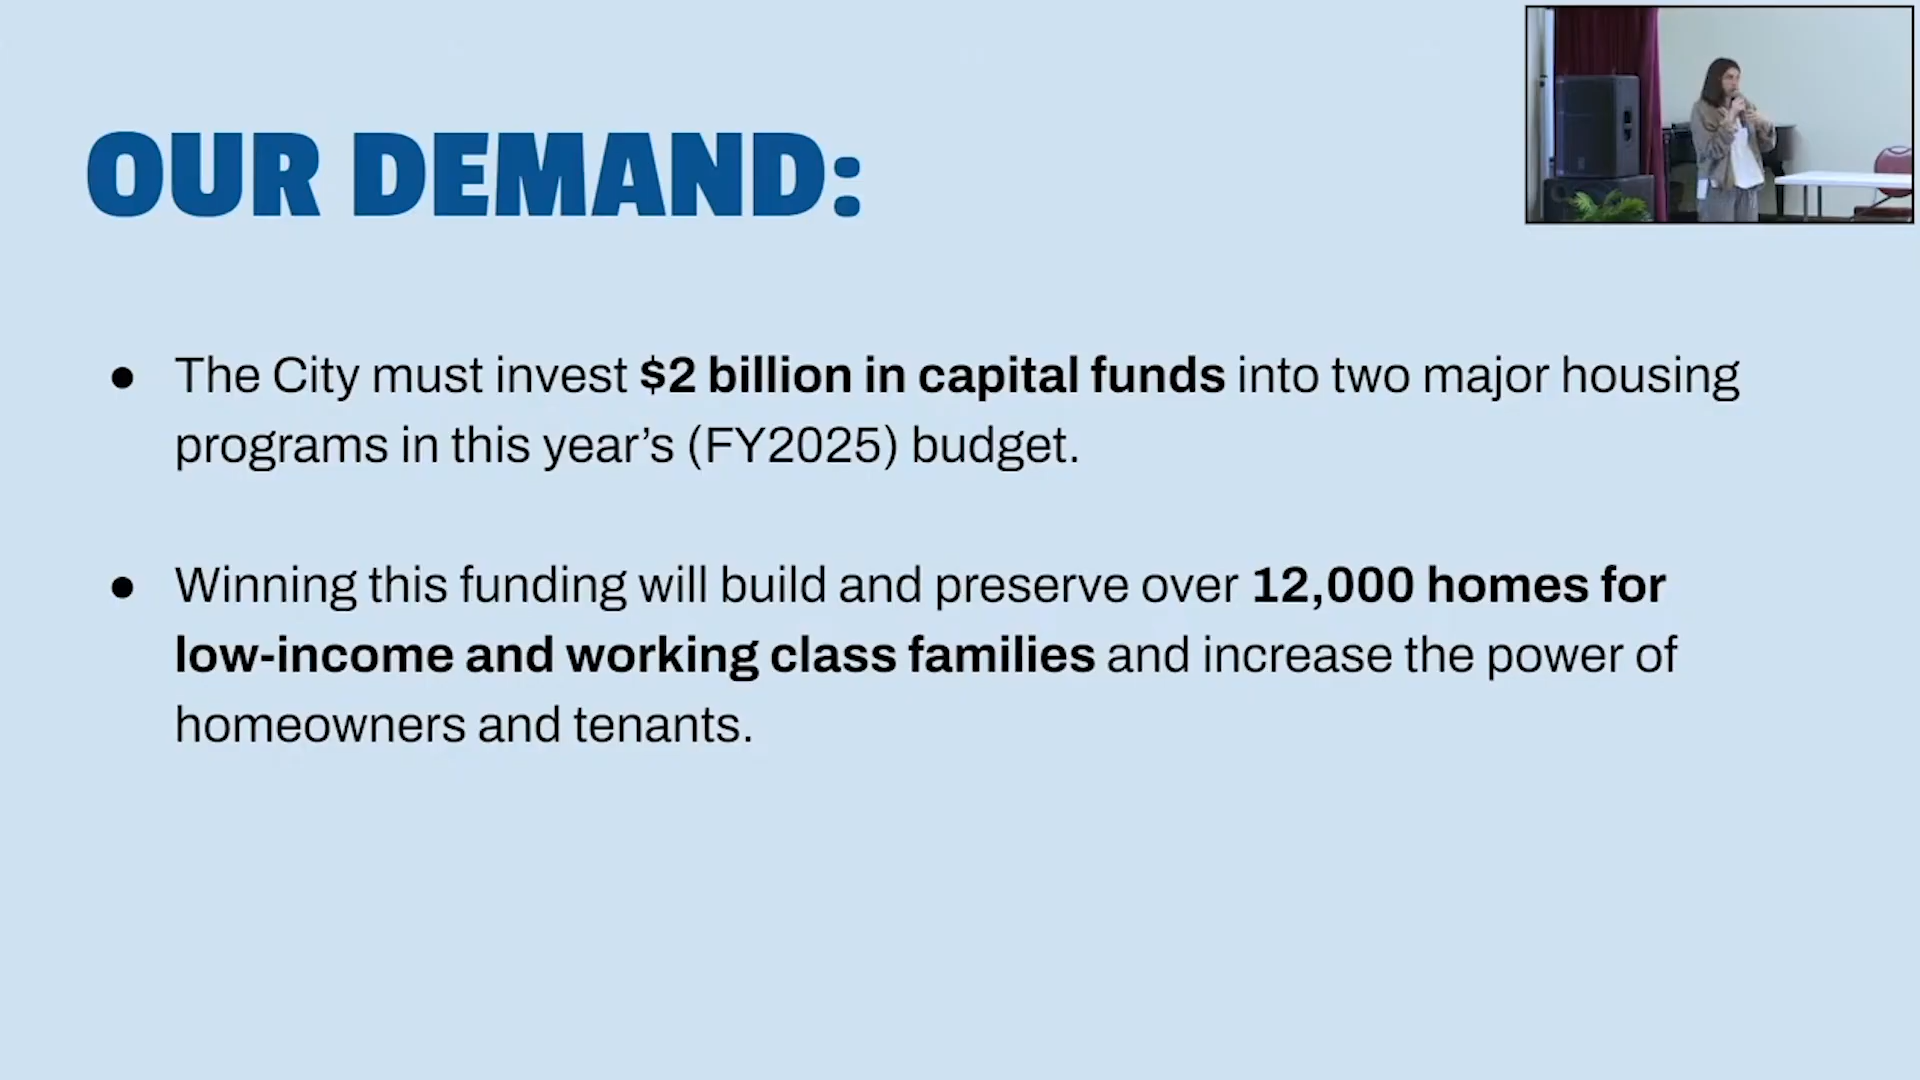 OUR DEMAND:
● The City must invest $2 billion in capital funds into two major housing
programs in this year’s (FY2025) budget.
● Winning this funding will build and preserve over 12,000 homes for
low-income and working class families and increase the power of
homeowners and tenants.